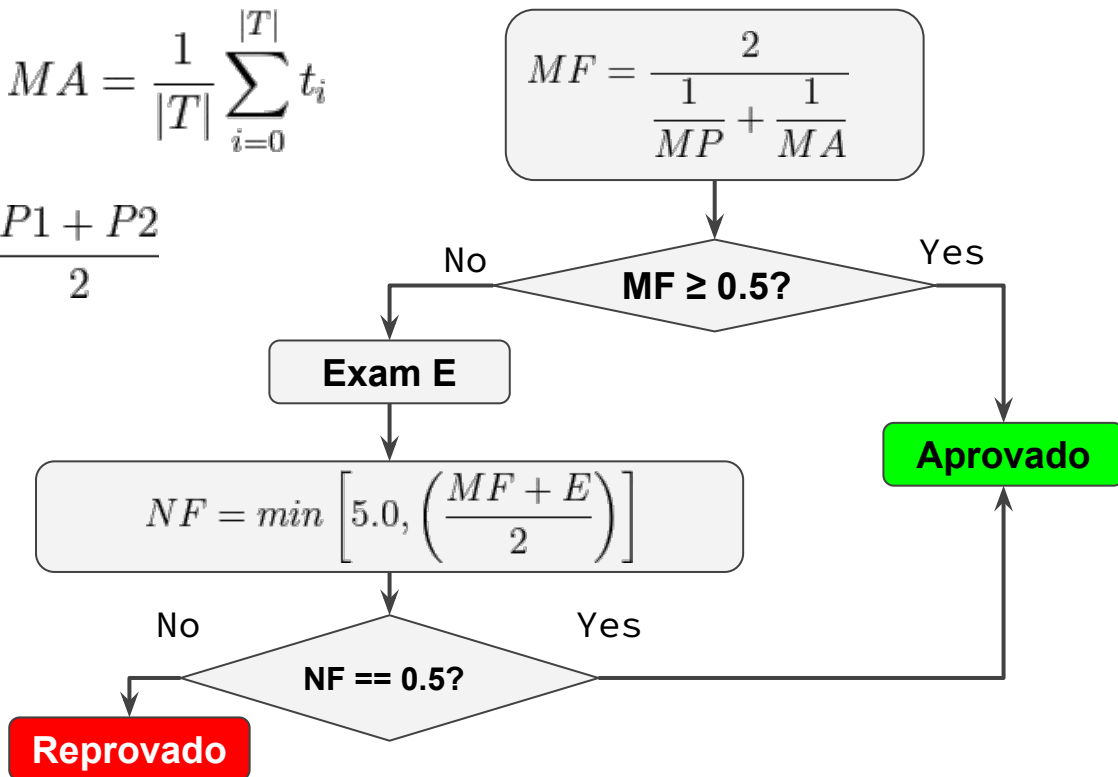 MA = \frac{1}{|T|} \sum_{i=0}^{|T|} t_i
\frac{P1 + P2}{2}
MF = \frac{2}{\frac{1}{MP} + \frac{1}{MA}}
No
MF ≥ 0.5?
Yes
Exam E
Aprovado
NF = min \left[ 5.0, \left( \frac{MF + E}{2} \right) \right]
No
NF == 0.5?
Yes
Reprovado